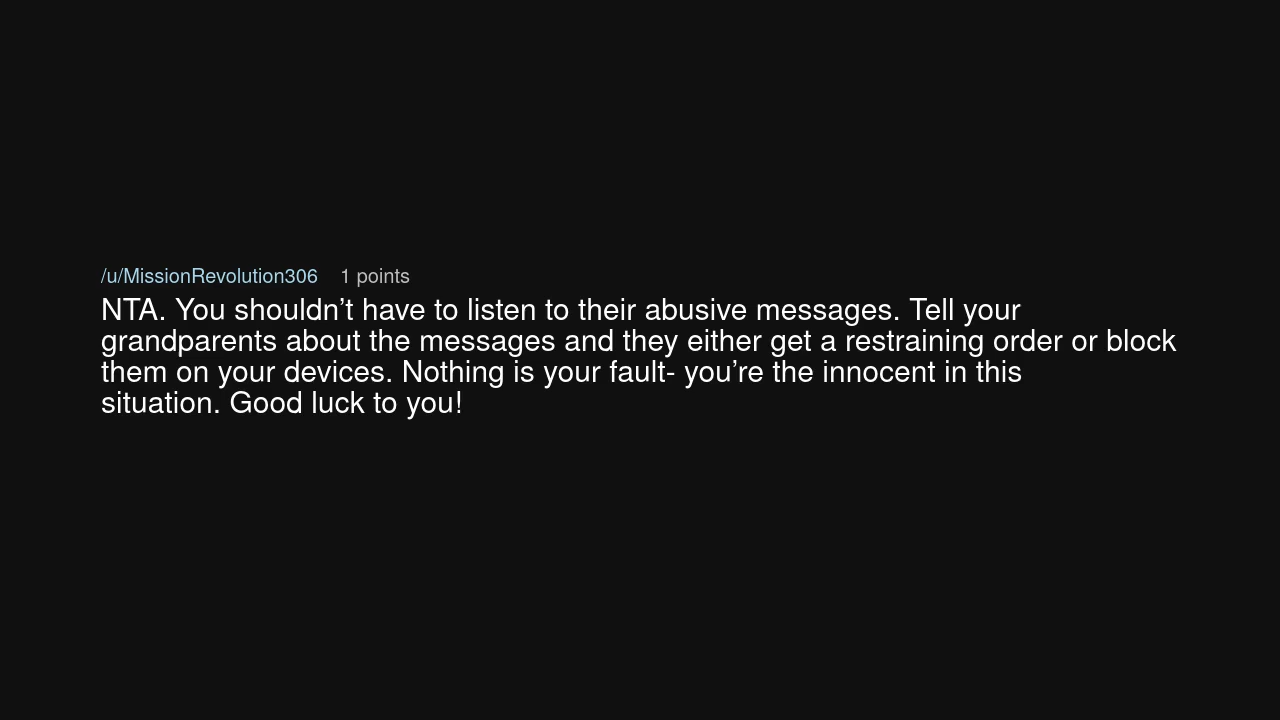 /u/MissionRevolution306 1 points
NTA. You shouldn’t have to listen to their abusive messages. Tell your
grandparents about the messages and they either get a restraining order or block
them on your devices. Nothing is your fault- you’re the innocent in this
situation. Good luck to you!